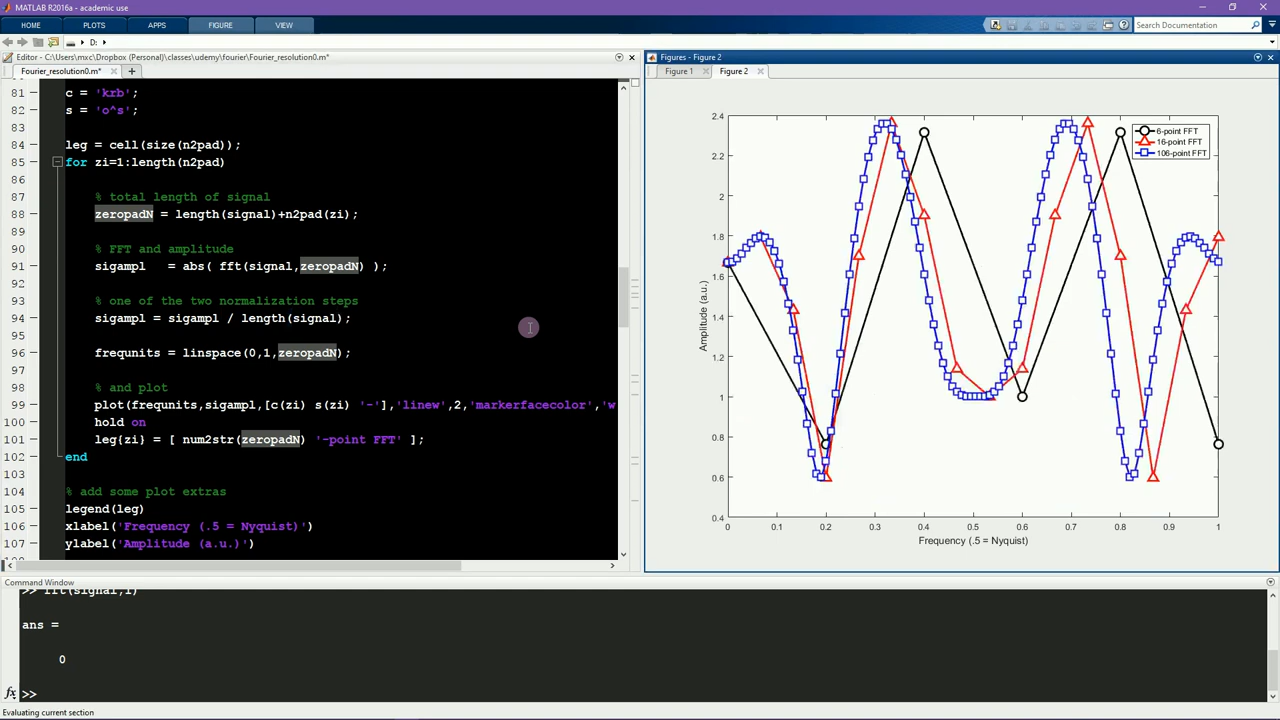 MATLAB R2016a - academic use
HOME PLOTS APPS FIGURE VIEW
Search Documentation
D:
Editor - C:\Users\mxc\Dropbox (Personal)\classes\udemy\fourier\Fourier_resolution0.m*
Fourier_resolution0.m*
81 c = 'krb';
82 s = 'o^s';
83
84 leg = cell(size(n2pad));
85 for zi=1:length(n2pad)
86
87 % total length of signal
88 zeropadN = length(signal)+n2pad(zi);
89
90 % FFT and amplitude
91 sigampl = abs( fft(signal,zeropadN) );
92
93 % one of the two normalization steps
94 sigampl = sigampl / length(signal);
95
96 frequnits = linspace(0,1,zeropadN);
97
98 % and plot
99 plot(frequnits,sigampl,[c(zi) s(zi) '-'],'linew',2,'markerfacecolor','w
100 hold on
101 leg{zi} = [ num2str(zeropadN) '-point FFT' ];
102 end
103
104 % add some plot extras
105 legend(leg)
106 xlabel('Frequency (.5 = Nyquist)')
107 ylabel('Amplitude (a.u.)')
Figures - Figure 2
Figure 1 Figure 2
6-point FFT
16-point FFT
106-point FFT
2.4
2.2
2
1.8
1.6
1.4
1.2
1
0.8
0.6
0.4
Amplitude (a.u.)
0 0.1 0.2 0.3 0.4 0.5 0.6 0.7 0.8 0.9 1
Frequency (.5 = Nyquist)
Command Window
>> fft(signal,1)
ans =
0
fx >>
Evaluating current section